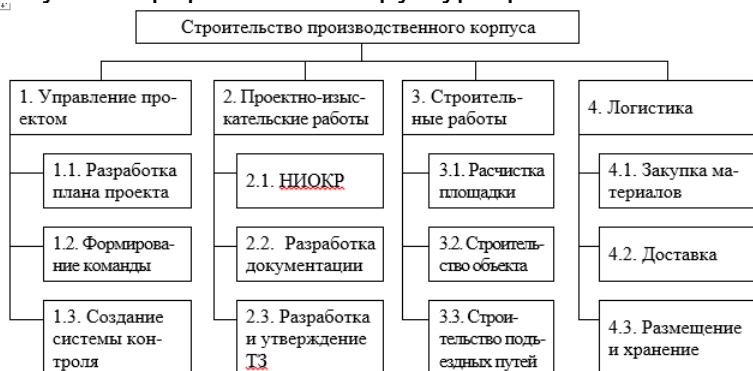 Строительство производственного корпуса
1. Управление про-
ектом
2. Проектно-изыс-
кательские работы
3. Строитель-
ные работы
4. Логистика
1.1. Разработка
плана проекта
2.1. НИОКР
3.1. Расчистка
площадки
4.1. Закупка ма-
териалов
1.2. Формирова-
ние команды
2.2. Разработка
документации
3.2. Строитель-
ство объекта
4.2. Доставка
1.3. Создание
системы кон-
троля
2.3. Разработка
и утверждение
ТЗ
3.3. Строи-
тельство подъ-
ездных путей
4.3. Размещение
и хранение